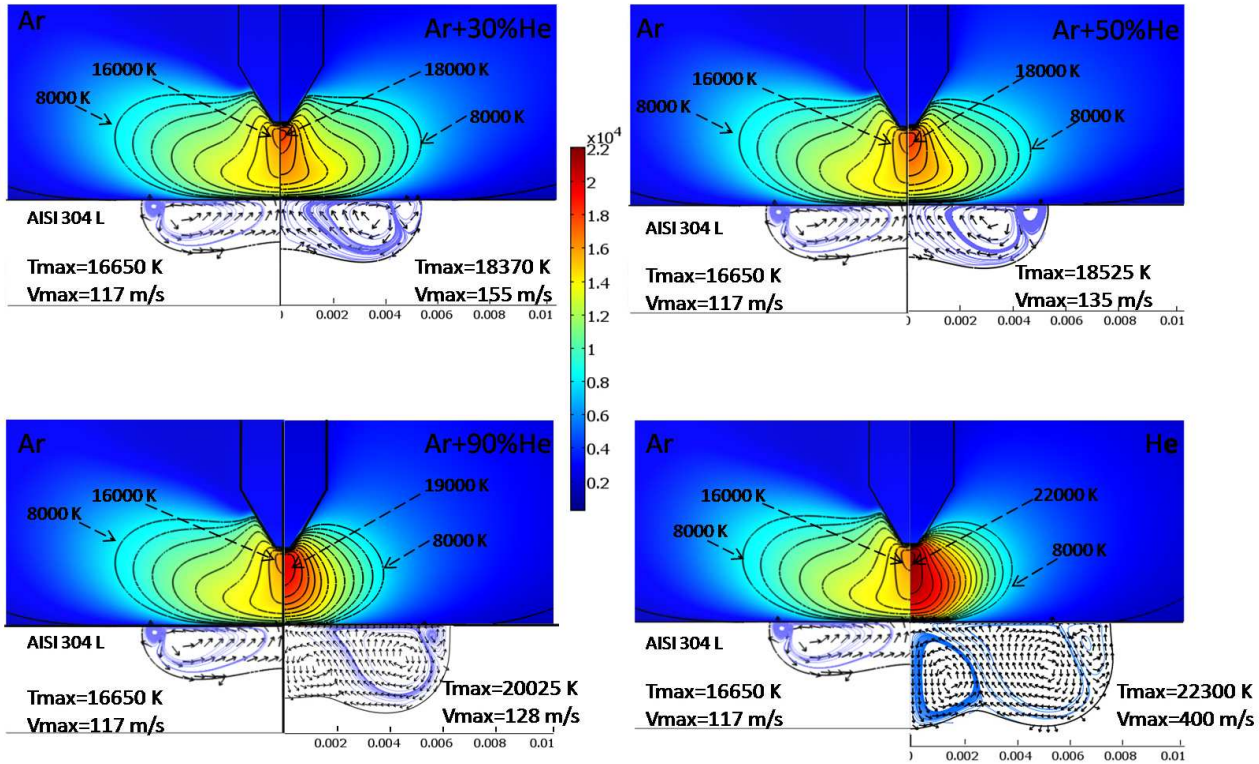 Ar
Ar+30%He
16000 K
18000 K
8000 K
8000 K
AISI 304 L
Tmax=16650 K
Vmax=117 m/s
Tmax=18370 K
Vmax=155 m/s
0.002 0.004 0.006 0.008 0.01
Ar
Ar+50%He
16000 K
18000 K
8000 K
8000 K
AISI 304 L
Tmax=16650 K
Vmax=117 m/s
Tmax=18525 K
Vmax=135 m/s
0.002 0.004 0.006 0.008 0.01
x10⁴
2.2
2
1.8
1.6
1.4
1.2
1
0.8
0.6
0.4
0.2
Ar
Ar+90%He
16000 K
19000 K
8000 K
8000 K
AISI 304 L
Tmax=16650 K
Vmax=117 m/s
Tmax=20025 K
Vmax=128 m/s
0.002 0.004 0.006 0.008 0.01
Ar
He
16000 K
22000 K
8000 K
8000 K
AISI 304 L
Tmax=16650 K
Vmax=117 m/s
Tmax=22300 K
Vmax=400 m/s
0 0.002 0.004 0.006 0.008 0.01